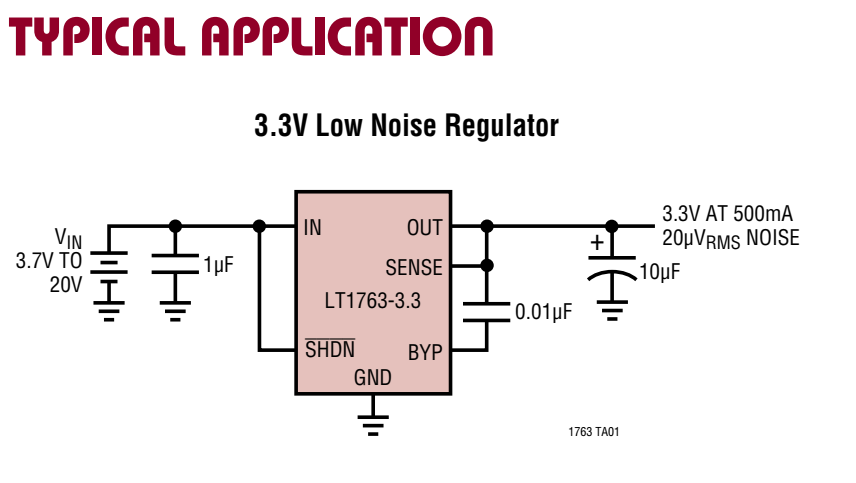 TYPICAL APPLICATION
3.3V Low Noise Regulator
VIN
3.7V TO
20V
1µF
IN
OUT
SENSE
LT1763-3.3
SHDN
BYP
GND
0.01µF
+
10µF
3.3V AT 500mA
20µVRMS NOISE
1763 TA01